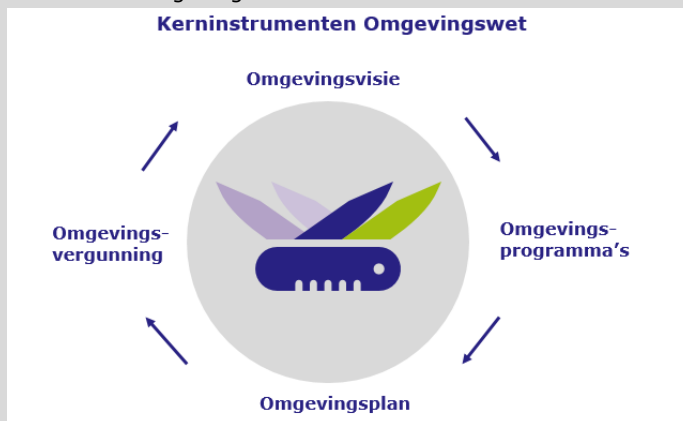 Kerninstrumenten Omgevingswet
Omgevingsvisie
Omgevings-
vergunning
Omgevings-
programma's
Omgevingsplan